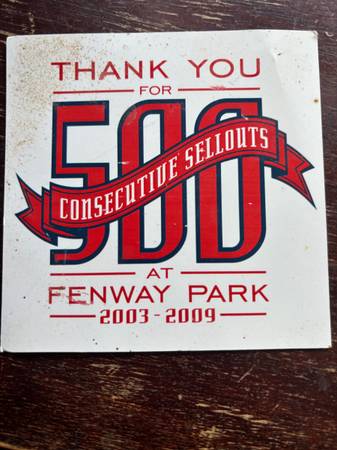 THANK YOU
FOR
500
CONSECUTIVE SELLOUTS
AT
FENWAY PARK
2003-2009